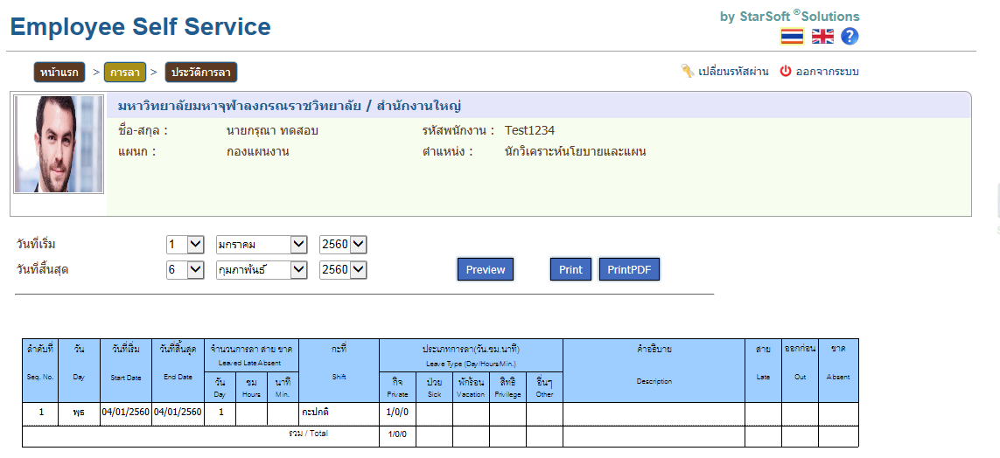 Employee Self Service
by StarSoft ®Solutions
?
หน้าแรก > การลา > ประวัติการลา
เปลี่ยนรหัสผ่าน ออกจากระบบ
มหาวิทยาลัยมหาจุฬาลงกรณราชวิทยาลัย / สำนักงานใหญ่
ชื่อ-สกุล : นายกรุณา ทดสอบ รหัสพนักงาน : Test1234
แผนก : กองแผนงาน ตำแหน่ง : นักวิเคราะห์นโยบายและแผน
วันที่เริ่ม 1 มกราคม 2560
วันที่สิ้นสุด 6 กุมภาพันธ์ 2560 Preview Print PrintPDF
ลำดับที่ วัน วันที่เริ่ม วันที่สิ้นสุด จำนวนการลา สาย ขาด กะที่ ประเภทการลา(วัน.ชม.นาที) คำอธิบาย สาย ออกก่อน ขาด
Seq. No. Day Start Date End Date Leaved Late Absent Shift Leave Type (Day/Hours/Min.) Description Late Out Absent
วัน ชม นาที กิจ ป่วย พักร้อน สิทธิ อื่นๆ
Day Hours Min. Private Sick Vacation Privilege Other
1 พุธ 04/01/2560 04/01/2560 1 กะปกติ 1/0/0
รวม / Total 1/0/0